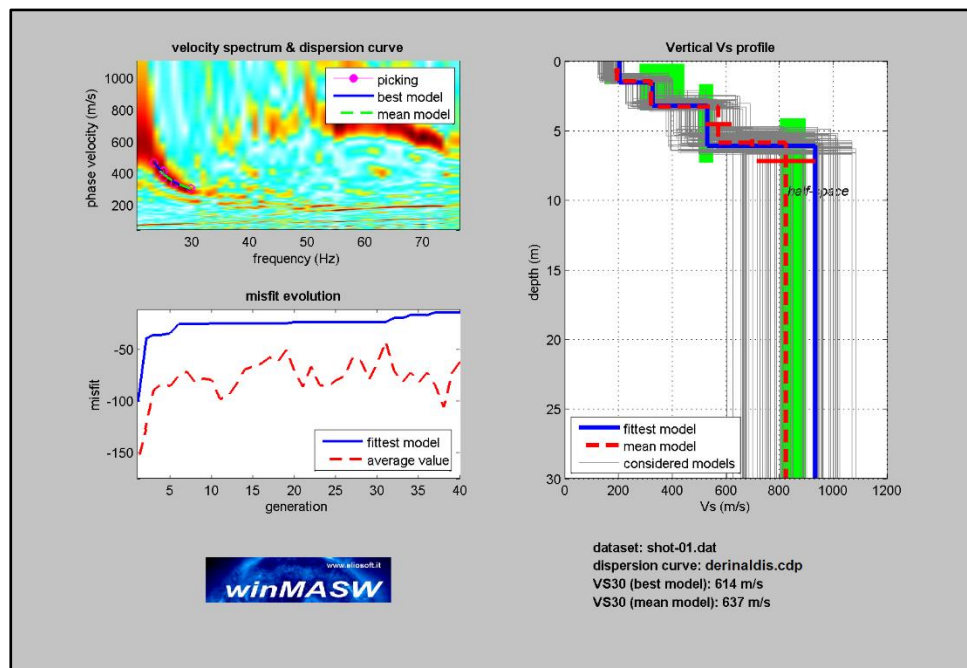 velocity spectrum & dispersion curve
1000
800
600
400
200
phase velocity (m/s)
picking
best model
mean model
30
40
50
60
70
frequency (Hz)
misfit evolution
-50
-100
-150
misfit
fittest model
average value
5
10
15
20
25
30
35
40
generation
www.eliosoft.it
winMASW
Vertical Vs profile
0
5
10
15
20
25
30
depth (m)
half-space
fittest model
mean model
considered models
0
200
400
600
800
1000
1200
Vs (m/s)
dataset: shot-01.dat
dispersion curve: derinaldis.cdp
VS30 (best model): 614 m/s
VS30 (mean model): 637 m/s